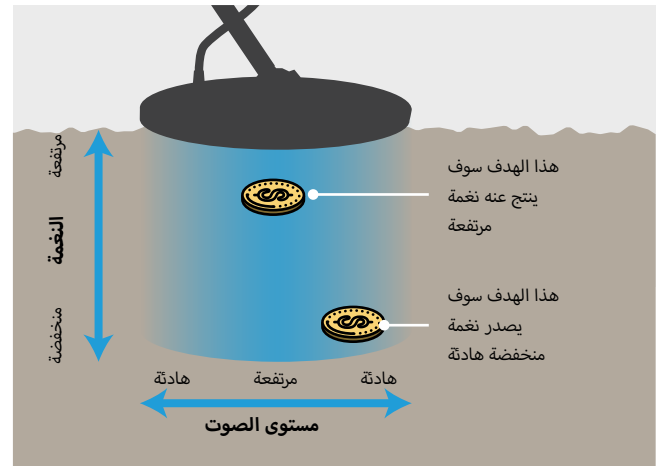 مرتفعة
النغمة
منخفضة
هذا الهدف سوف
ينتج عنه نغمة
مرتفعة
هذا الهدف سوف
يصدر نغمة
منخفضة هادئة
هادئة
مرتفعة
هادئة
مستوى الصوت